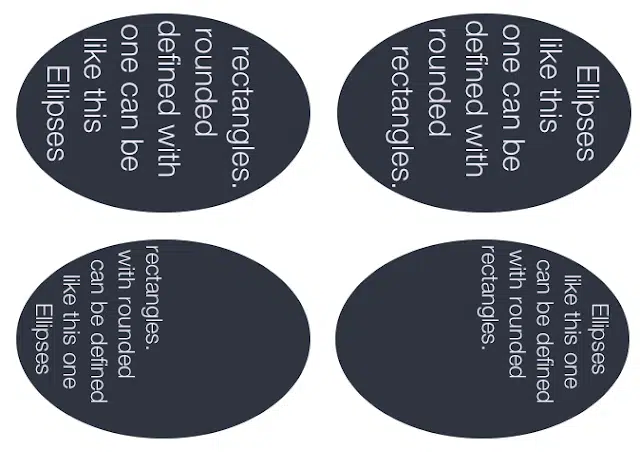 Ellipses
like this
one can be
defined with
rounded
rectangles.
Ellipses
like this
one can be
defined with
rounded
rectangles.
Ellipses
like this one
can be defined
with rounded
rectangles.
Ellipses
like this one
can be defined
with rounded
rectangles.